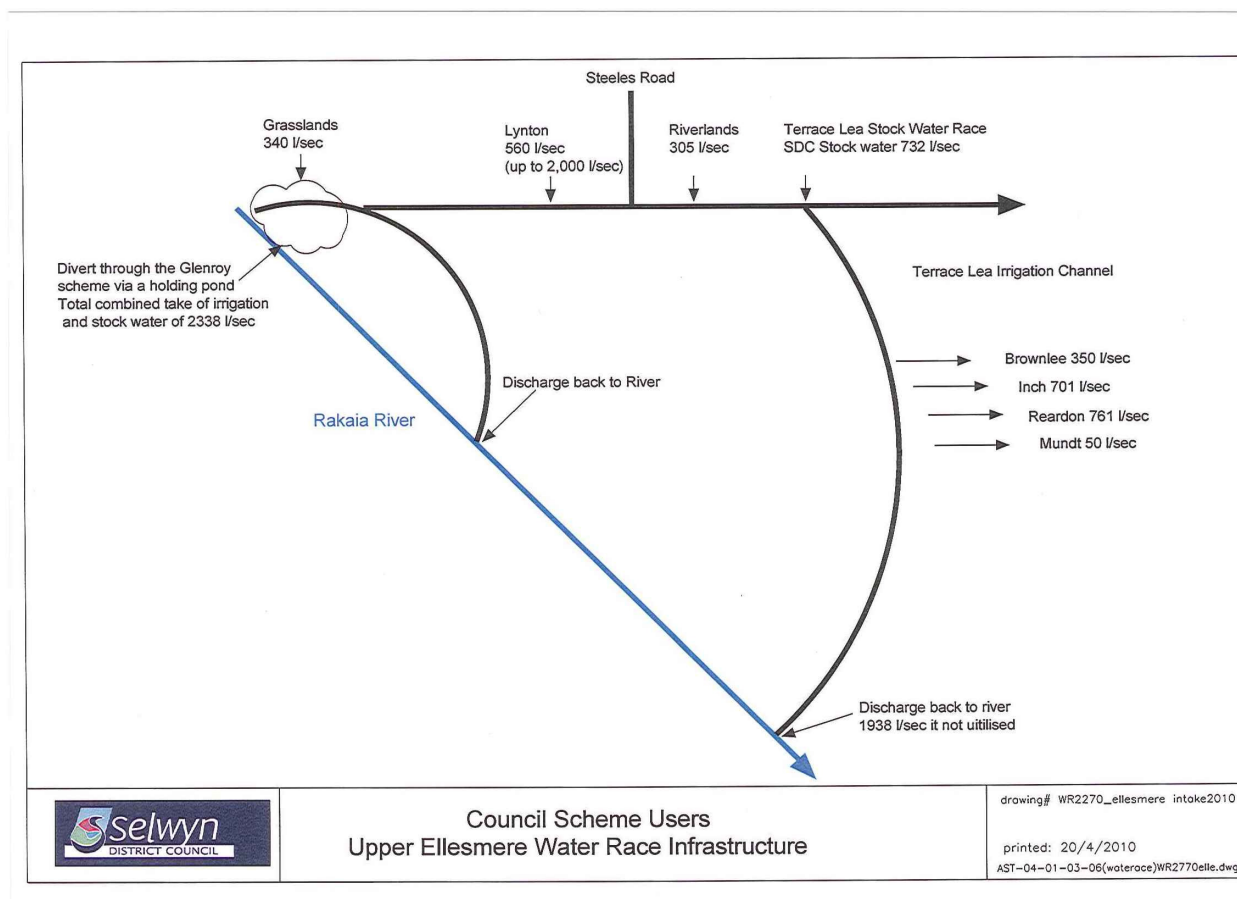 Steeles Road
Grasslands
340 l/sec
Lynton
560 l/sec
(up to 2,000 l/sec)
Riverlands
305 l/sec
Terrace Lea Stock Water Race
SDC Stock water 732 l/sec
Divert through the Glenroy
scheme via a holding pond
Total combined take of irrigation
and stock water of 2338 l/sec
Terrace Lea Irrigation Channel
Rakaia River
Discharge back to River
Brownlee 350 l/sec
Inch 701 l/sec
Reardon 761 l/sec
Mundt 50 l/sec
Discharge back to river
1938 l/sec it not uitilised
Selwyn
DISTRICT COUNCIL
Council Scheme Users
Upper Ellesmere Water Race Infrastructure
drawing# WR2270_ellesmere intake2010
printed: 20/4/2010
AST-04-01-03-06(waterace)WR2770elle.dwg